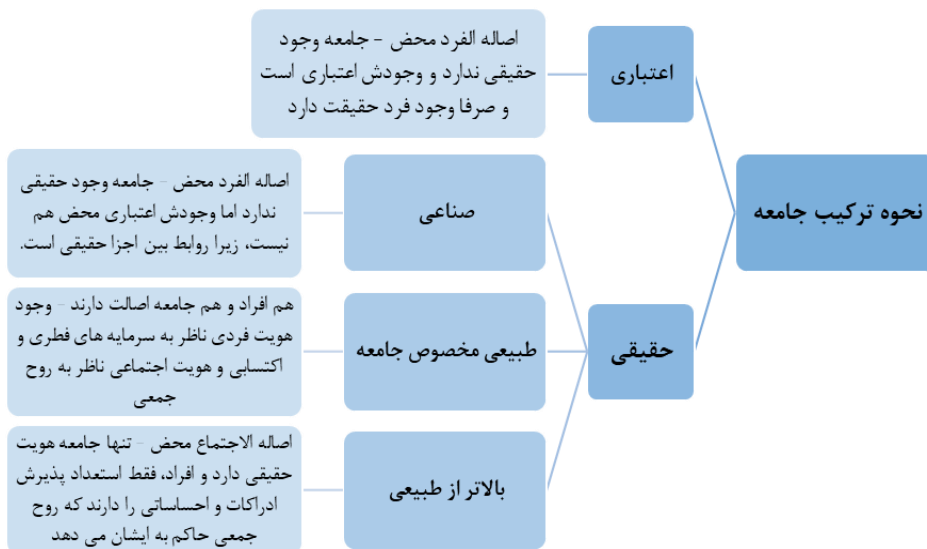 نحوه ترکیب جامعه
اعتباری
اصاله الفرد محض - جامعه وجود
حقیقی ندارد و وجودش اعتباری است
و صرفا وجود فرد حقیقت دارد
حقیقی
صناعی
اصاله الفرد محض - جامعه وجود حقیقی
ندارد اما وجودش اعتباری محض هم
نیست، زیرا روابط بین اجزا حقیقی است.
طبیعی مخصوص جامعه
هم افراد و هم جامعه اصالت دارند - وجود
هویت فردی ناظر به سرمایه های فطری و
اکتسابی و هویت اجتماعی ناظر به روح
جمعی
بالاتر از طبیعی
اصاله الاجتماع محض - تنها جامعه هویت
حقیقی دارد و افراد، فقط استعداد پذیرش
ادراکات و احساساتی را دارند که روح
جمعی حاکم به ایشان می دهد